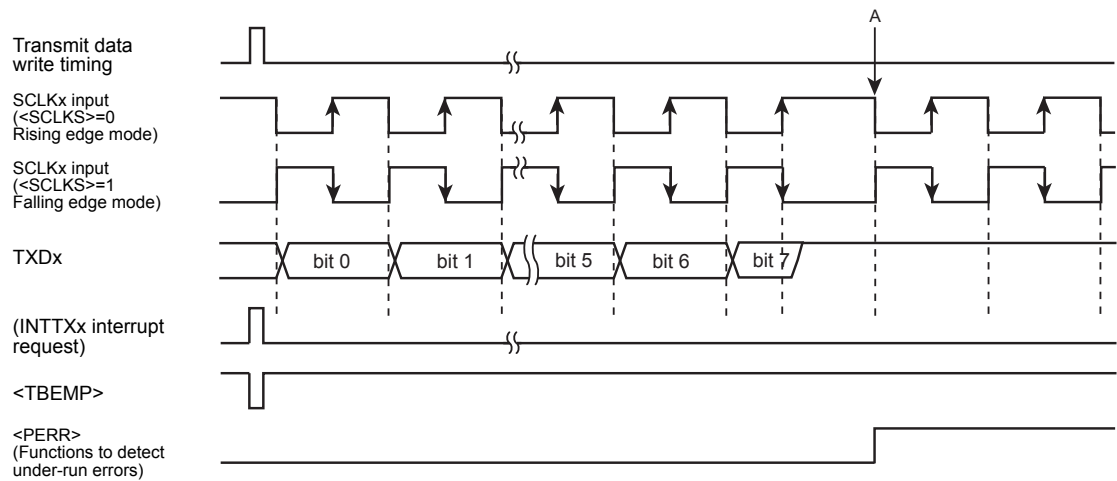 A
Transmit data
write timing
SCLKx input
(<SCLKS>=0
Rising edge mode)
SCLKx input
(<SCLKS>=1
Falling edge mode)
TXDx
bit 0
bit 1
bit 5
bit 6
bit 7
(INTTXx interrupt
request)
<TBEMP>
<PERR>
(Functions to detect
under-run errors)